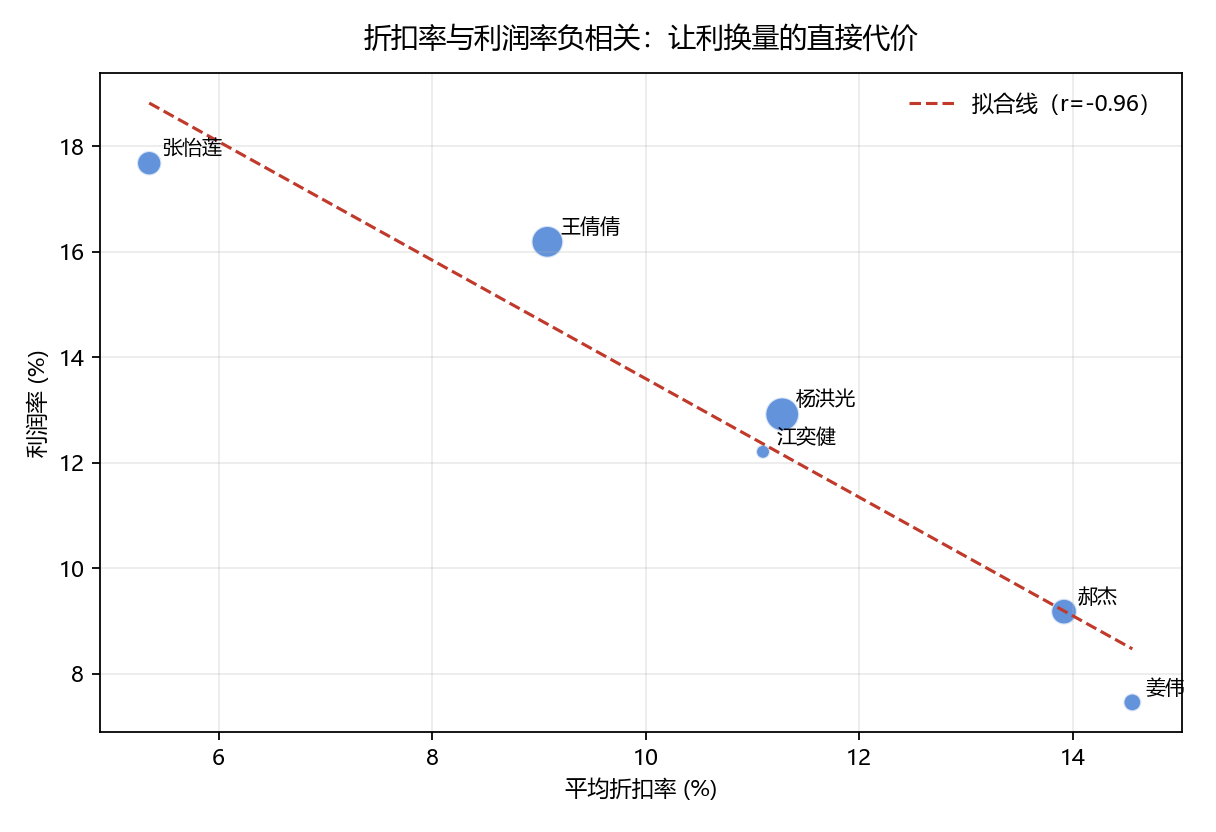 折扣率与利润率负相关：让利换量的直接代价
拟合线（r=-0.96）
张怡莲
王倩倩
杨洪光
江奕健
郝杰
姜伟
利润率 (%)
18
16
14
12
10
8
6 8 10 12 14
平均折扣率 (%)